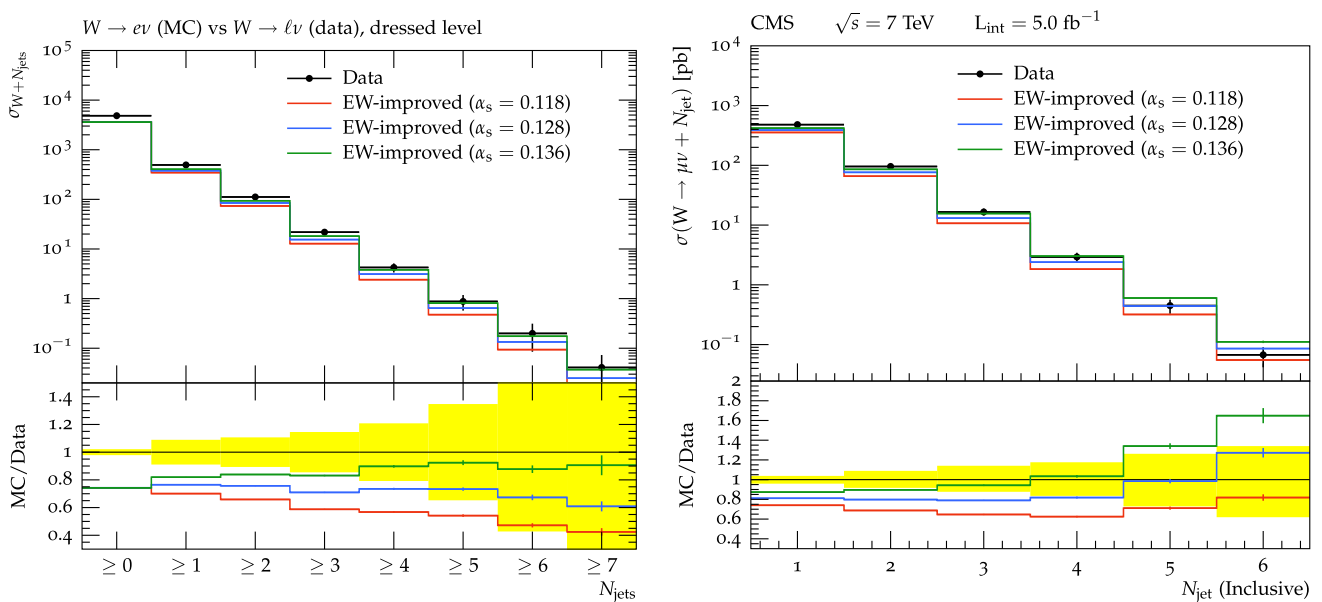 W → eν (MC) vs W → ℓν (data), dressed level
σ_{W+N_jets}
10^5
10^4
10^3
10^2
10^1
1
10^−1
Data
EW-improved (α_s = 0.118)
EW-improved (α_s = 0.128)
EW-improved (α_s = 0.136)
MC/Data
1.4
1.2
1
0.8
0.6
0.4
≥ 0 ≥ 1 ≥ 2 ≥ 3 ≥ 4 ≥ 5 ≥ 6 ≥ 7
N_jets
CMS √s = 7 TeV L_int = 5.0 fb^−1
σ(W → μν + N_jet) [pb]
10^4
10^3
10^2
10^1
1
10^−1
Data
EW-improved (α_s = 0.118)
EW-improved (α_s = 0.128)
EW-improved (α_s = 0.136)
MC/Data
2
1.8
1.6
1.4
1.2
1
0.8
0.6
0.4
1 2 3 4 5 6
N_jet (Inclusive)